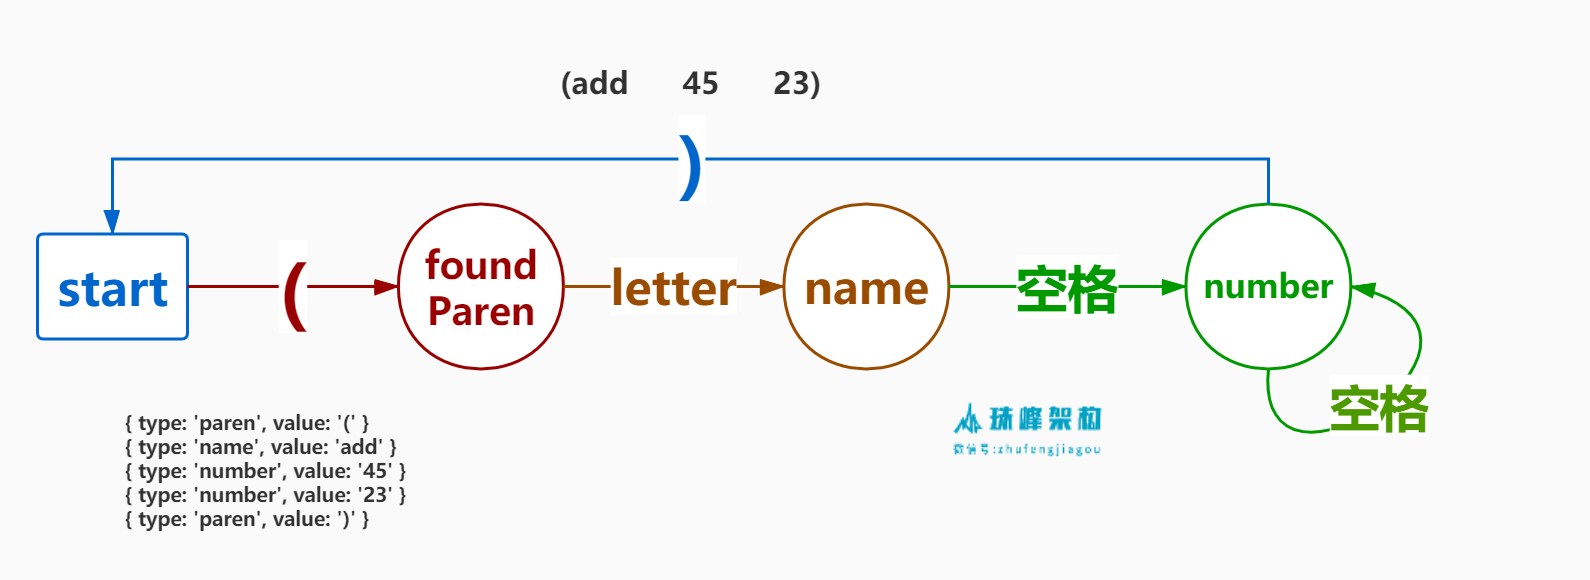 (add 45 23)
)
start
(
found
Paren
letter
name
空格
number
空格
{ type: 'paren', value: '(' }
{ type: 'name', value: 'add' }
{ type: 'number', value: '45' }
{ type: 'number', value: '23' }
{ type: 'paren', value: ')' }
珠峰架构
微信号:zhufengjiagou